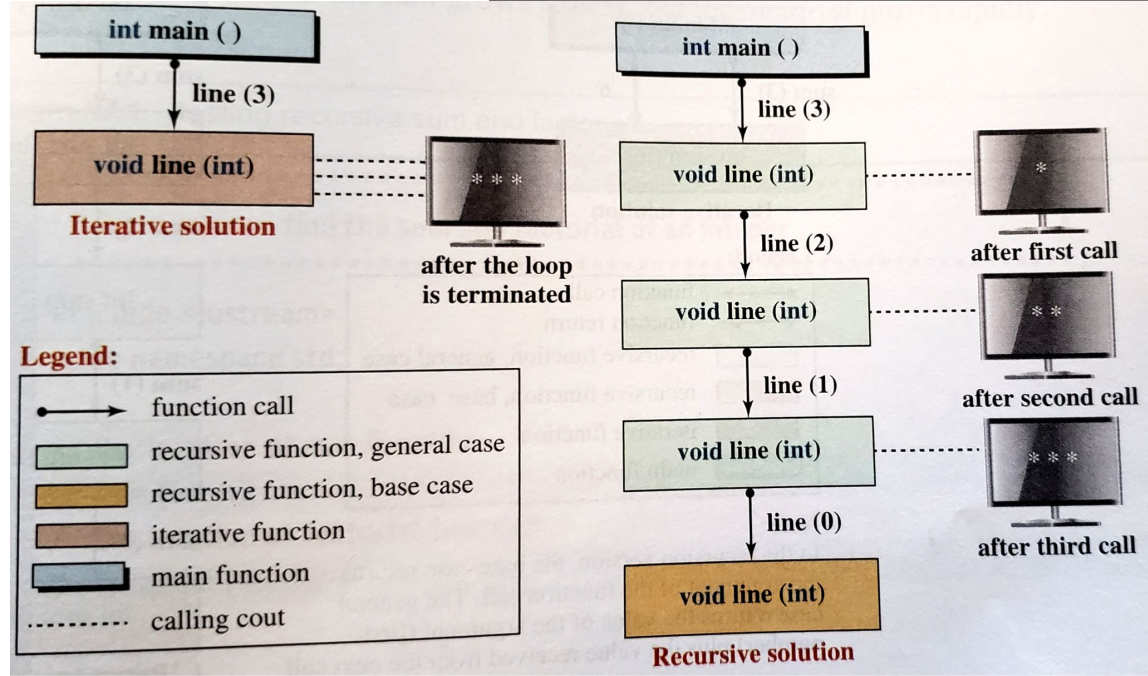 int main ( )
line (3)
void line (int)
* * *
Iterative solution
after the loop
is terminated
Legend:
function call
recursive function, general case
recursive function, base case
iterative function
main function
calling cout
int main ( )
line (3)
void line (int)
*
after first call
line (2)
void line (int)
* *
after second call
line (1)
void line (int)
* * *
after third call
line (0)
void line (int)
Recursive solution